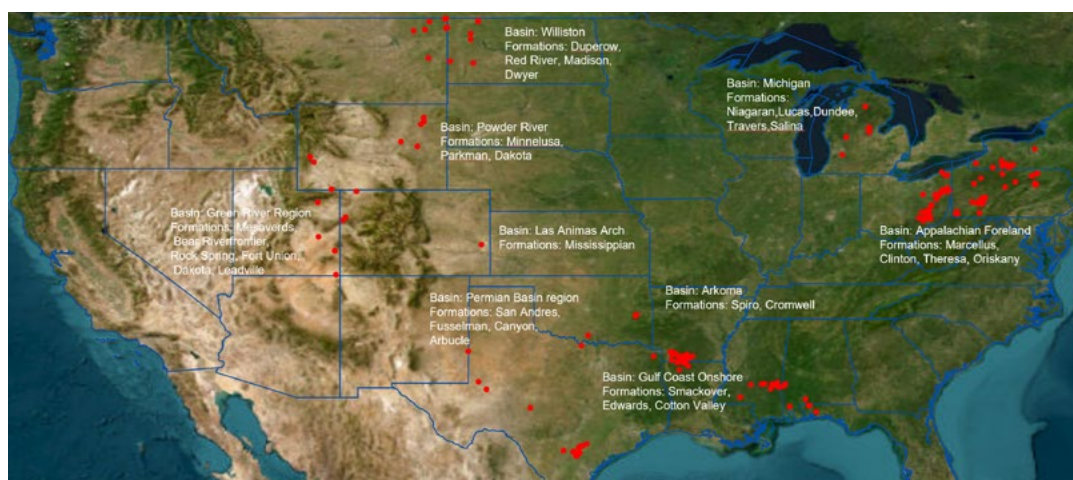 Basin: Williston
Formations: Duperow,
Red River, Madison,
Dwyer
Basin: Michigan
Formations:
Niagaran,Lucas,Dundee,
Travers,Salina
Basin: Powder River
Formations: Minnelusa,
Parkman, Dakota
Basin: Green River Region
Formations: Mesaverds,
Bear Riverfrontier,
Rock Spring, Fort Union,
Dakota, Leadville
Basin: Las Animas Arch
Formations: Mississippian
Basin: Appalachian Foreland
Formations: Marcellus,
Clinton, Theresa, Oriskany
Basin: Permian Basin region
Formations: San Andres,
Fusselman, Canyon,
Arbucle
Basin: Arkoma
Formations: Spiro, Cromwell
Basin: Gulf Coast Onshore
Formations: Smackover,
Edwards, Cotton Valley